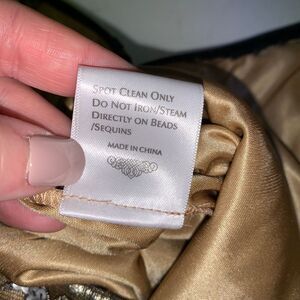 Spot Clean Only
Do Not Iron/Steam
Directly on Beads
/Sequins
Made in China